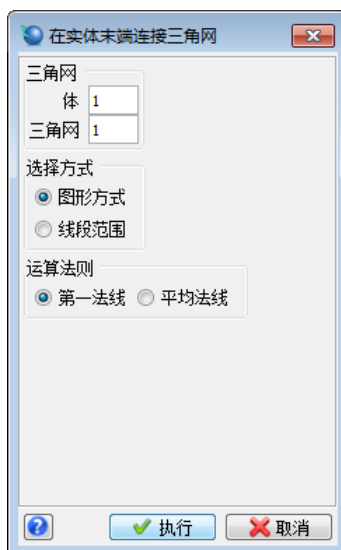 在实体末端连接三角网
三角网
体 1
三角网 1
选择方式
图形方式
线段范围
运算法则
第一法线 平均法线
? 执行 取消